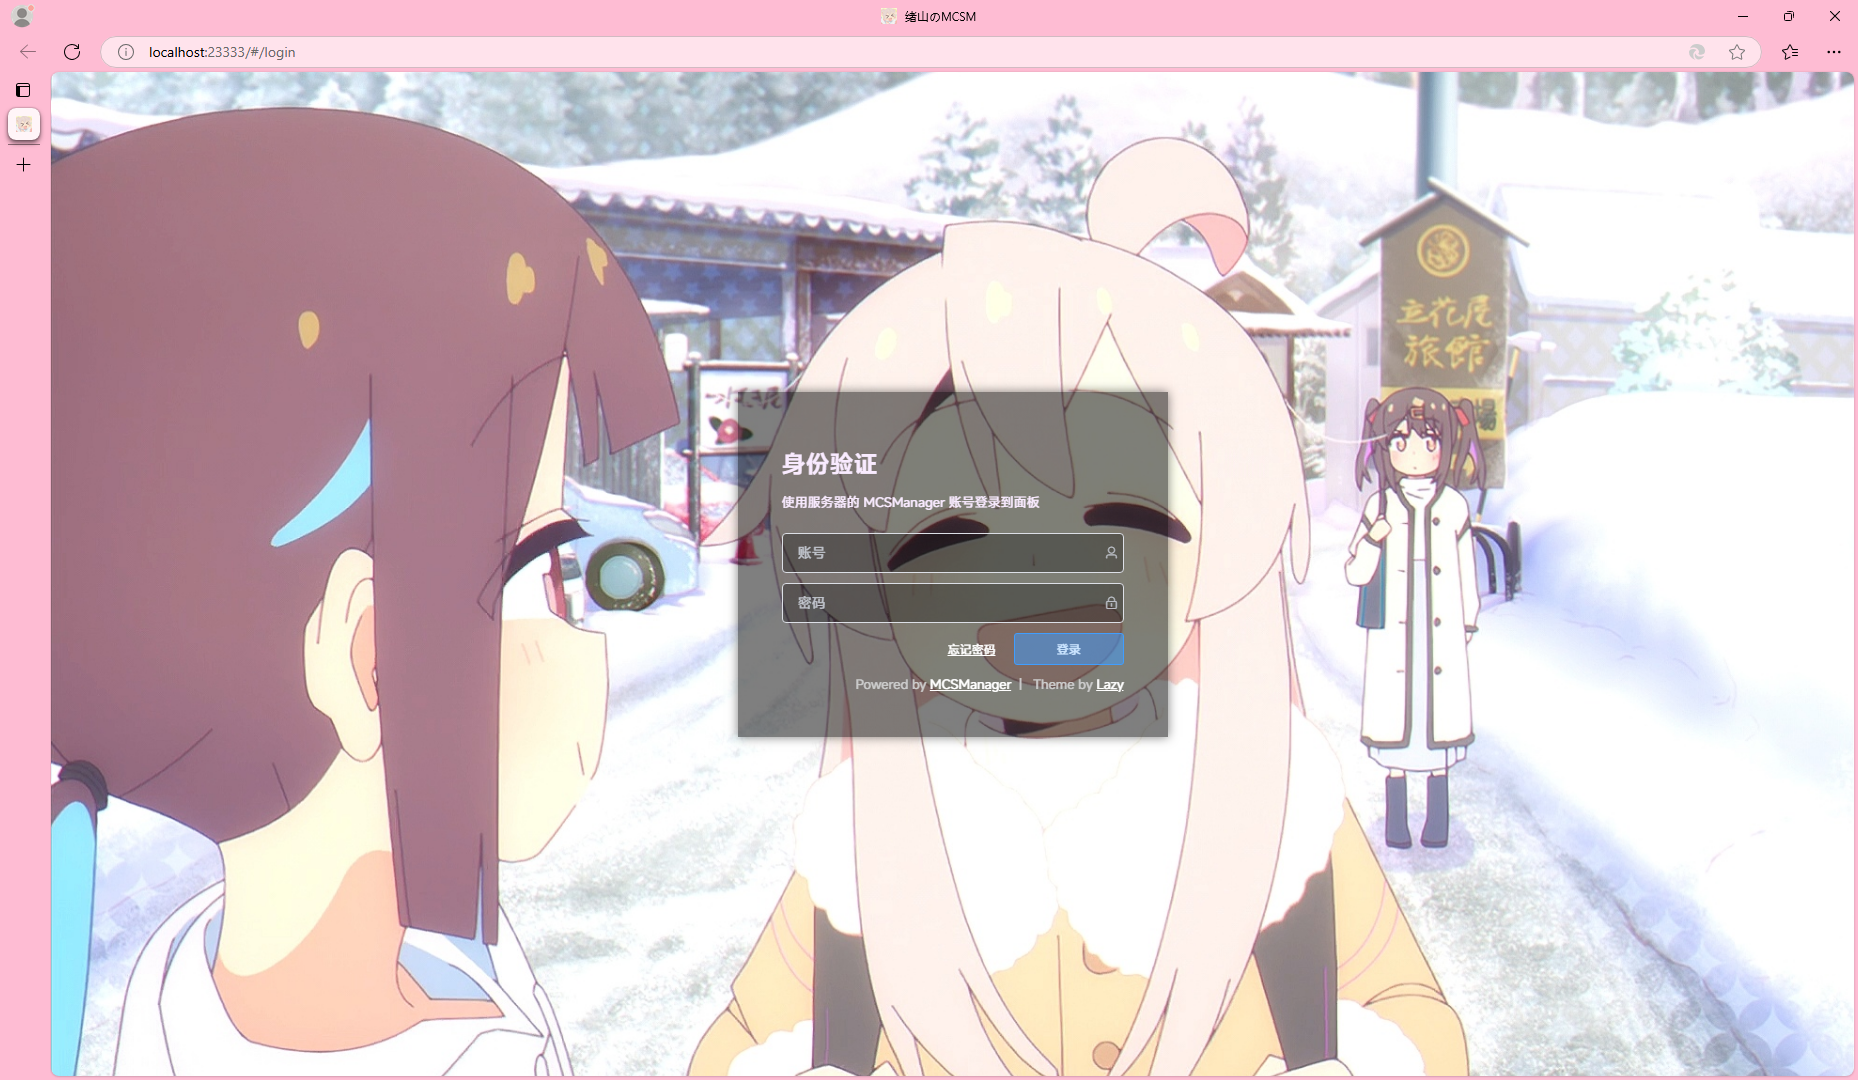 绪山のMCSM
localhost:23333/#/login
立花屋
旅館
身份验证
使用服务器的 MCSManager 账号登录到面板
账号
密码
忘记密码
登录
Powered by MCSManager | Theme by Lazy